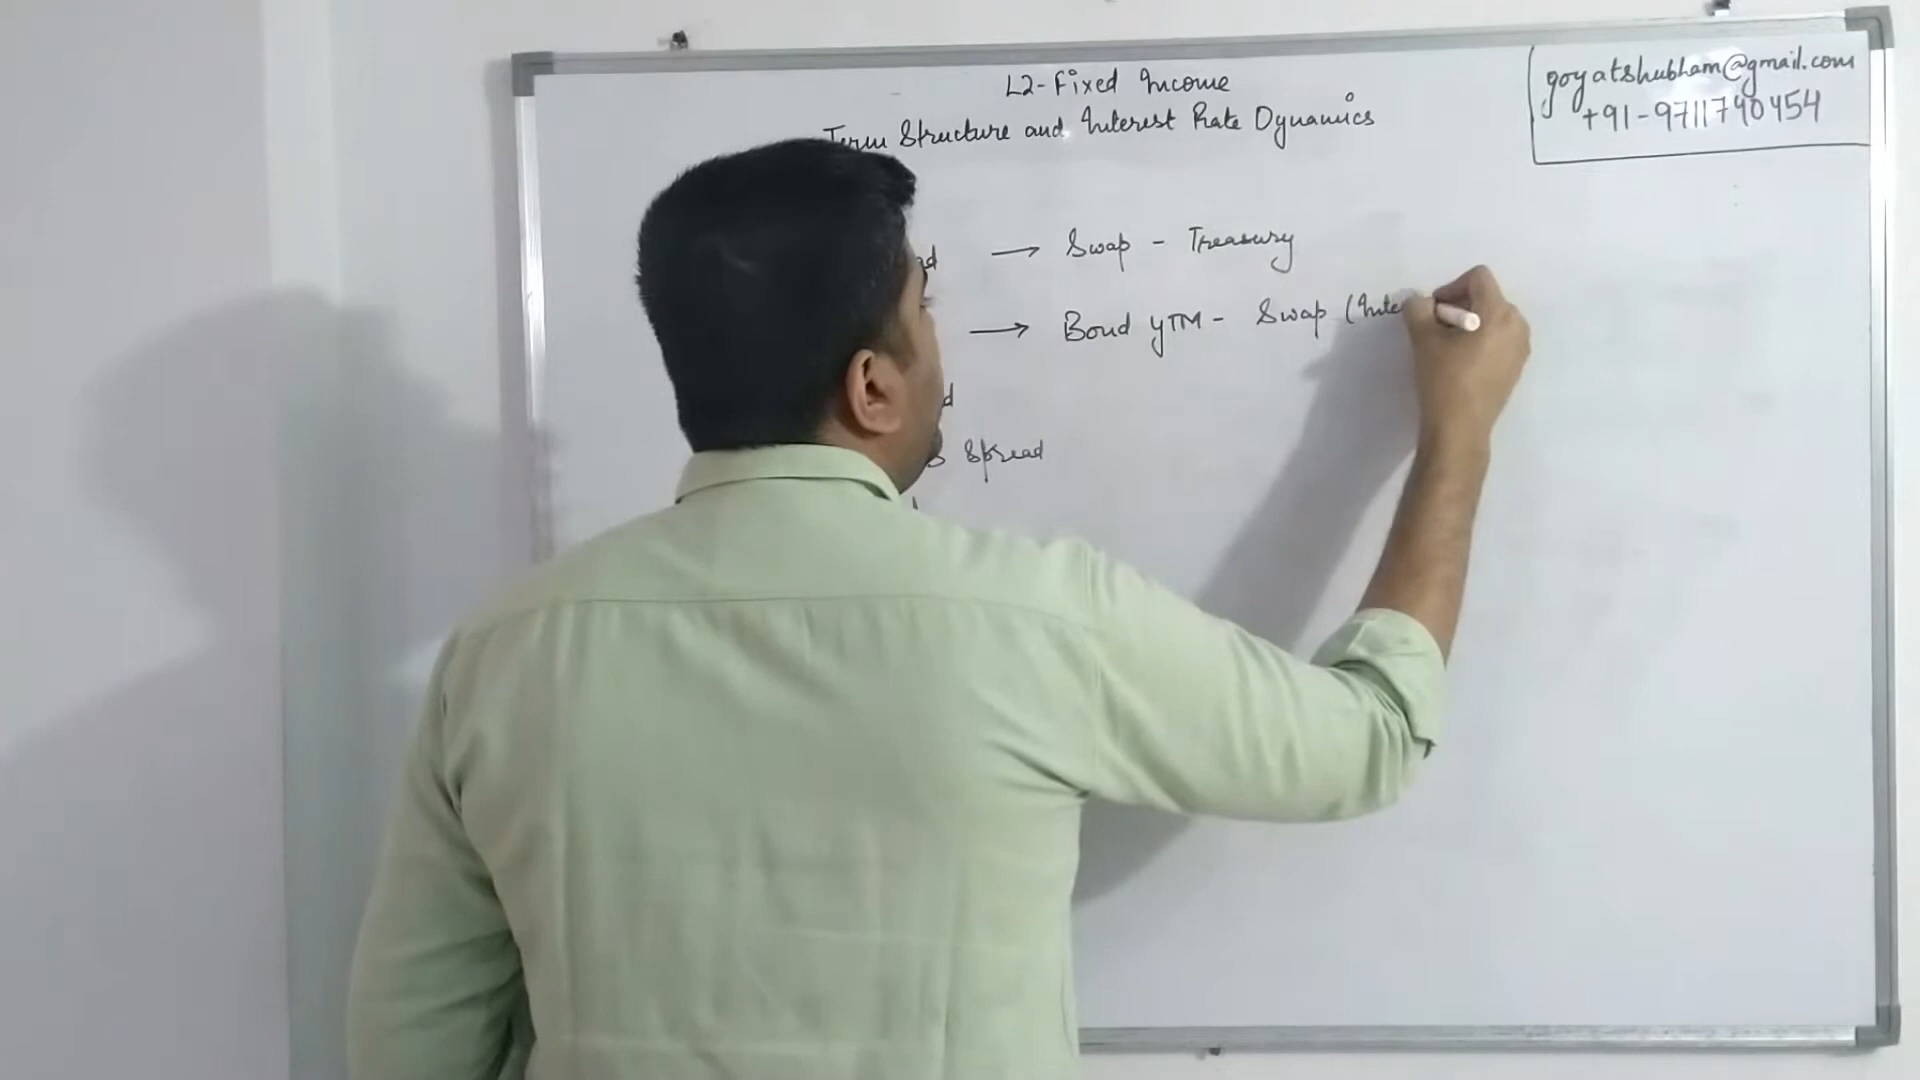 L2-Fixed Income
Term Structure and Interest Rate Dynamics
goyatshubham@gmail.com
+91-9711740454
→ Swap - Treasury
→ Bond YTM - Swap (Inte
Spread